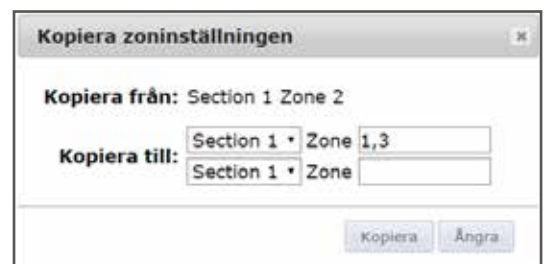 Kopiera zoninställningen
Kopiera från: Section 1 Zone 2
Kopiera till: Section 1 Zone 1,3
Section 1 Zone
Kopiera Ångra